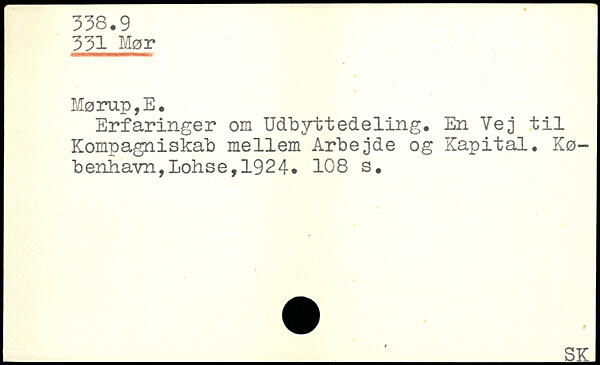 338.9
331 Mør
Mørup,E.
Erfaringer om Udbyttedeling. En Vej til
Kompagniskab mellem Arbejde og Kapital. Kø-
benhavn,Lohse,1924. 108 s.
SK